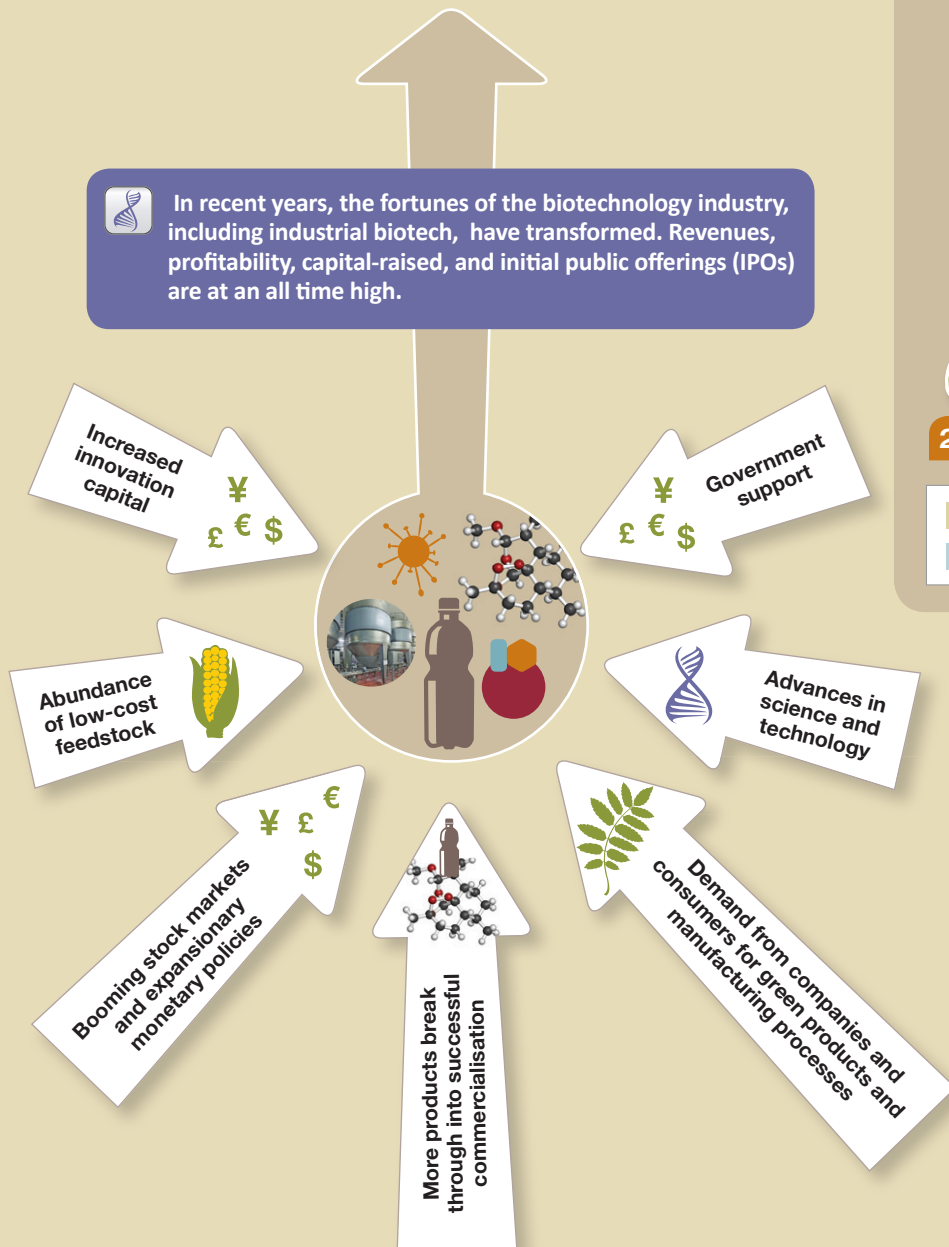 In recent years, the fortunes of the biotechnology industry,
including industrial biotech,  have transformed. Revenues,
profitability, capital-raised, and initial public offerings (IPOs)
are at an all time high.
Increased
innovation
capital
¥
£ € $
Government
support
¥
£ € $
2
Abundance
of low-cost
feedstock
Advances in
science and
technology
¥ £ €
$
Booming stock markets
and expansionary
monetary policies
More products break
through into successful
commercialisation
Demand from companies and
consumers for green products and
manufacturing processes